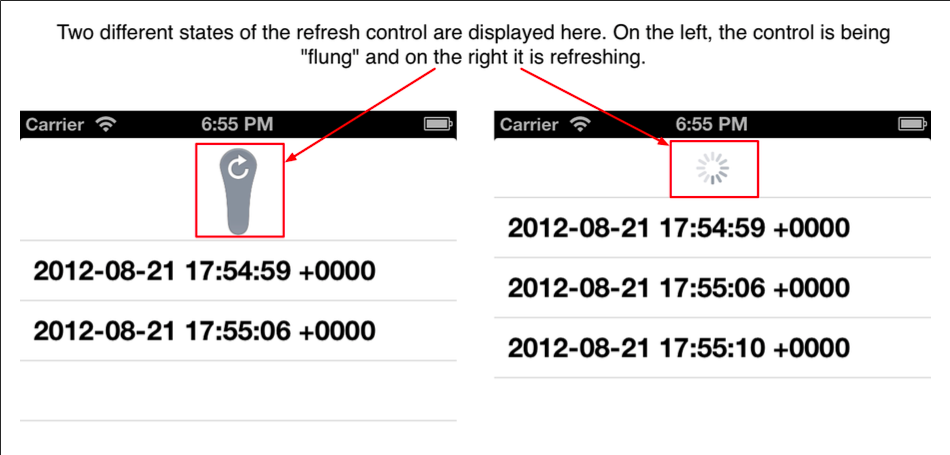 Two different states of the refresh control are displayed here. On the left, the control is being
"flung" and on the right it is refreshing.
Carrier 6:55 PM
2012-08-21 17:54:59 +0000
2012-08-21 17:55:06 +0000
Carrier 6:55 PM
2012-08-21 17:54:59 +0000
2012-08-21 17:55:06 +0000
2012-08-21 17:55:10 +0000